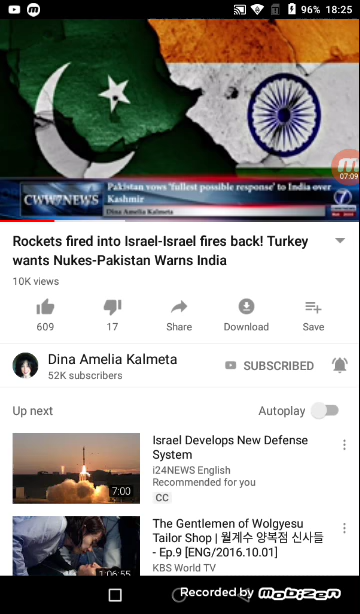 96% 18:25
07:09
CWW7NEWS
Pakistan vows 'fullest possible response' to India over
Kashmir
Dina Amelia Kalmeta
7
Rockets fired into Israel-Israel fires back! Turkey
wants Nukes-Pakistan Warns India
10K views
609
17
Share
Download
Save
Dina Amelia Kalmeta
52K subscribers
SUBSCRIBED
Up next
Autoplay
7:00
Israel Develops New Defense
System
i24NEWS English
Recommended for you
CC
1:06:55
The Gentlemen of Wolgyesu
Tailor Shop | 월계수 양복점 신사들
- Ep.9 [ENG/2016.10.01]
KBS World TV
Recorded by Mobizen